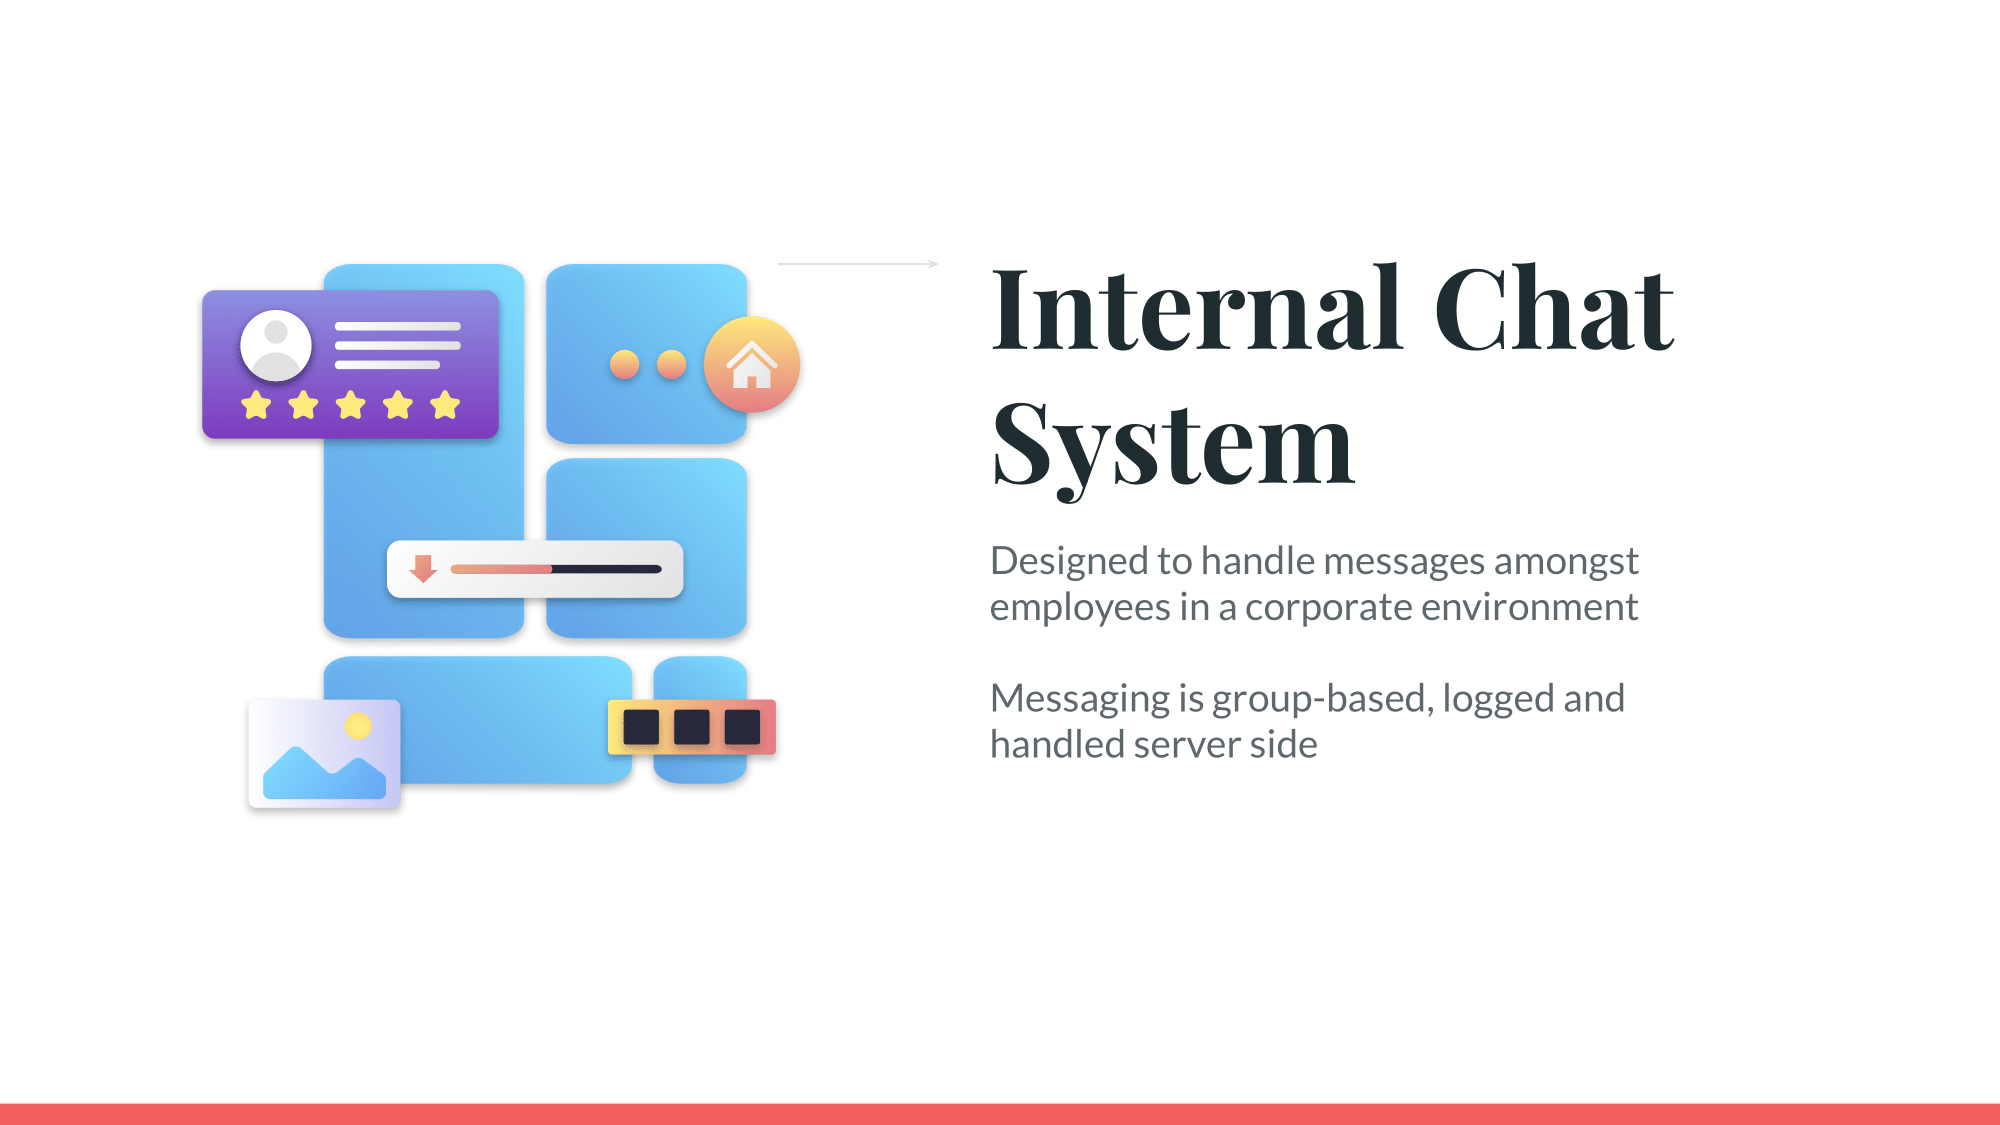 Internal Chat
System
Designed to handle messages amongst
employees in a corporate environment
Messaging is group-based, logged and
handled server side